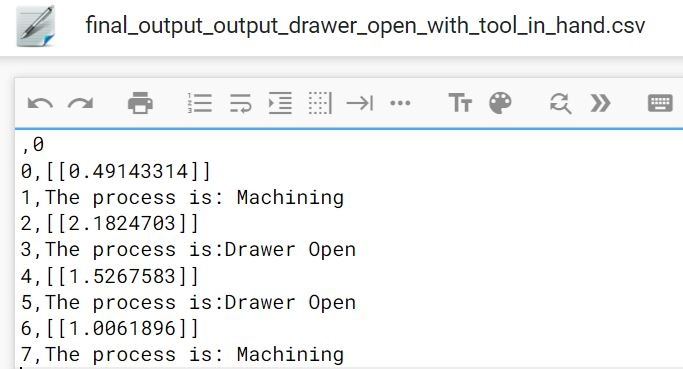 final_output_output_drawer_open_with_tool_in_hand.csv
,0
0,[[0.49143314]]
1,The process is: Machining
2,[[2.1824703]]
3,The process is:Drawer Open
4,[[1.5267583]]
5,The process is:Drawer Open
6,[[1.0061896]]
7,The process is: Machining